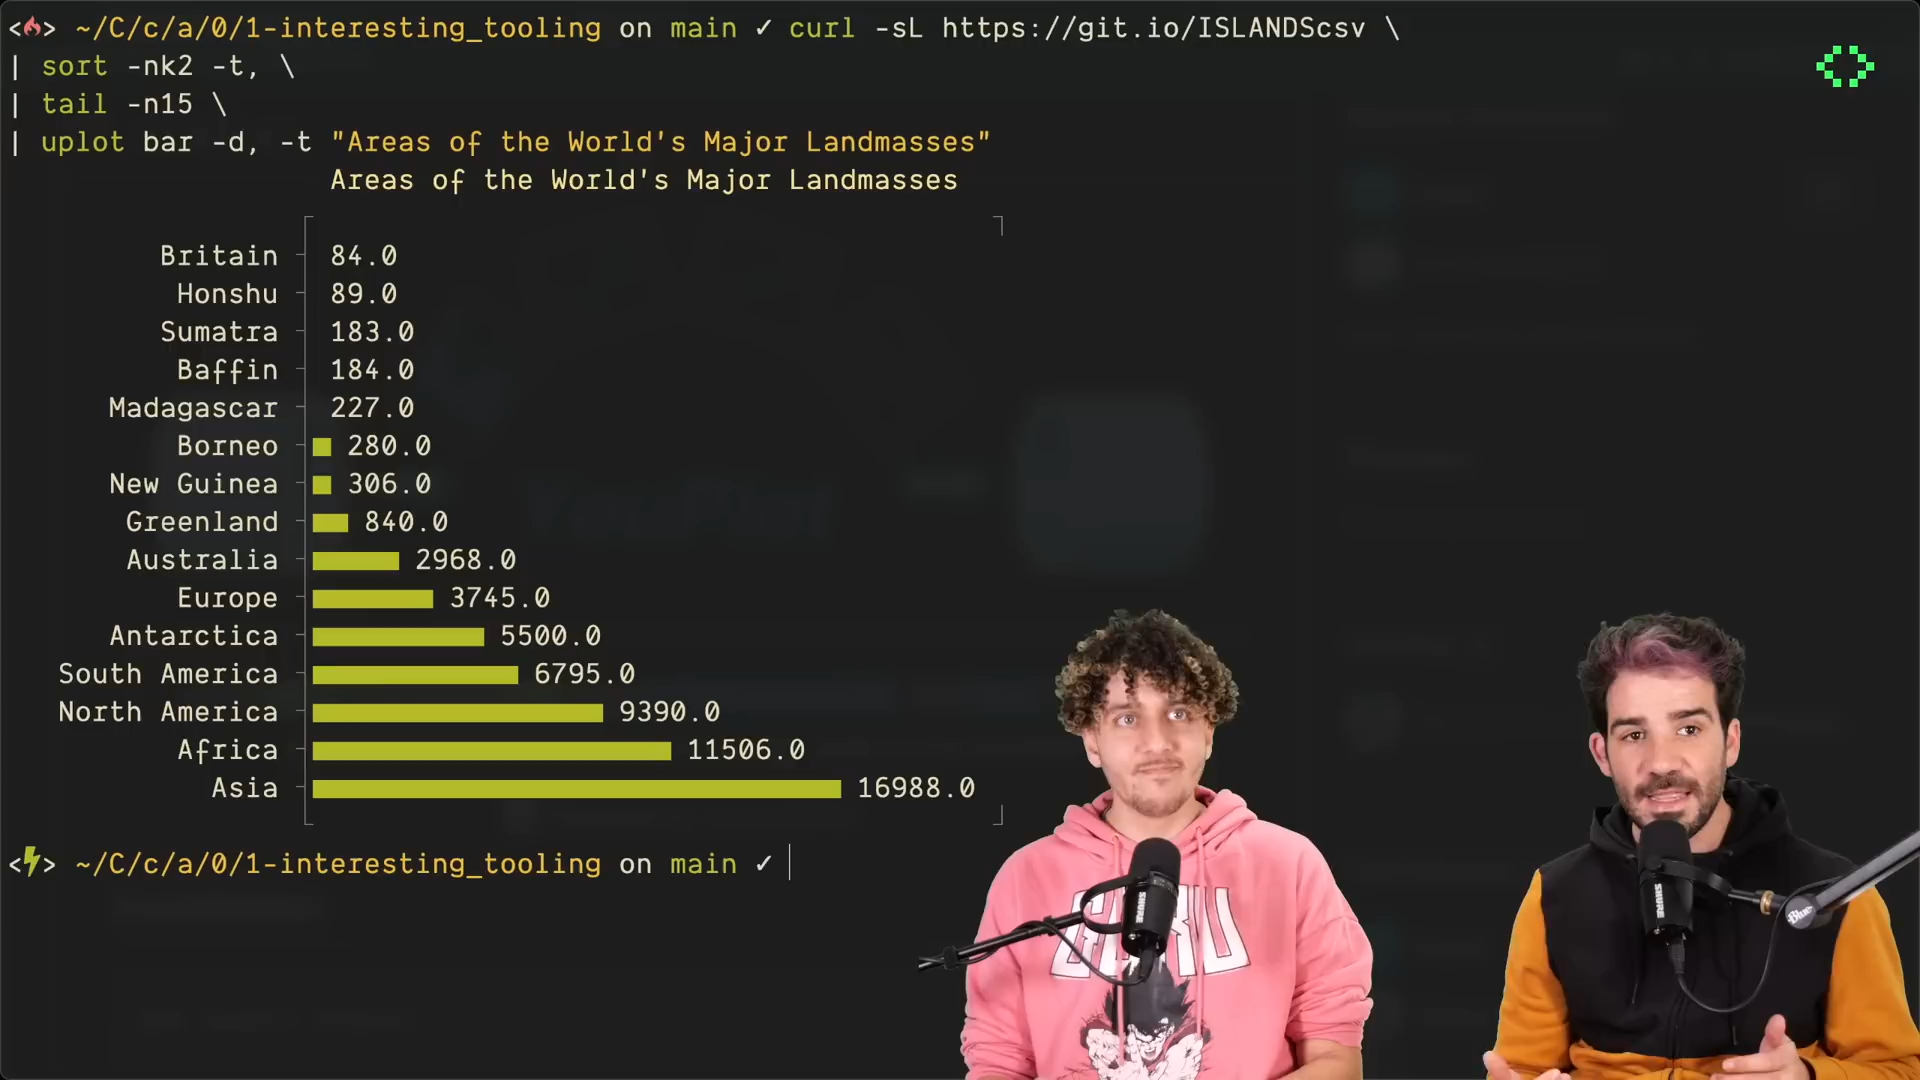 <🔥> ~/C/c/a/0/1-interesting_tooling on main ✓ curl -sL https://git.io/ISLANDScsv \
| sort -nk2 -t, \
| tail -n15 \
| uplot bar -d, -t "Areas of the World's Major Landmasses"
Areas of the World's Major Landmasses
Britain 84.0
Honshu 89.0
Sumatra 183.0
Baffin 184.0
Madagascar 227.0
Borneo 280.0
New Guinea 306.0
Greenland 840.0
Australia 2968.0
Europe 3745.0
Antarctica 5500.0
South America 6795.0
North America 9390.0
Africa 11506.0
Asia 16988.0
<⚡> ~/C/c/a/0/1-interesting_tooling on main ✓
SHURE
SHURE
Blue